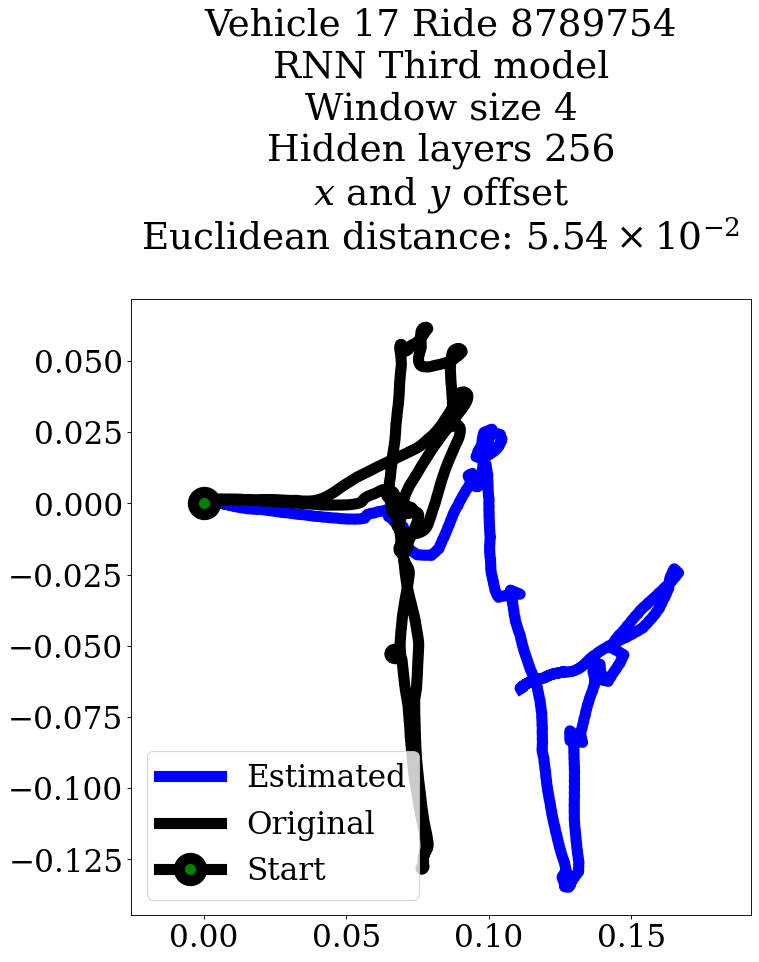 Vehicle 17 Ride 8789754
RNN Third model
Window size 4
Hidden layers 256
x and y offset
Euclidean distance: 5.54 × 10⁻²
0.050
0.025
0.000
−0.025
−0.050
−0.075
−0.100
−0.125
Estimated
Original
Start
0.00 0.05 0.10 0.15